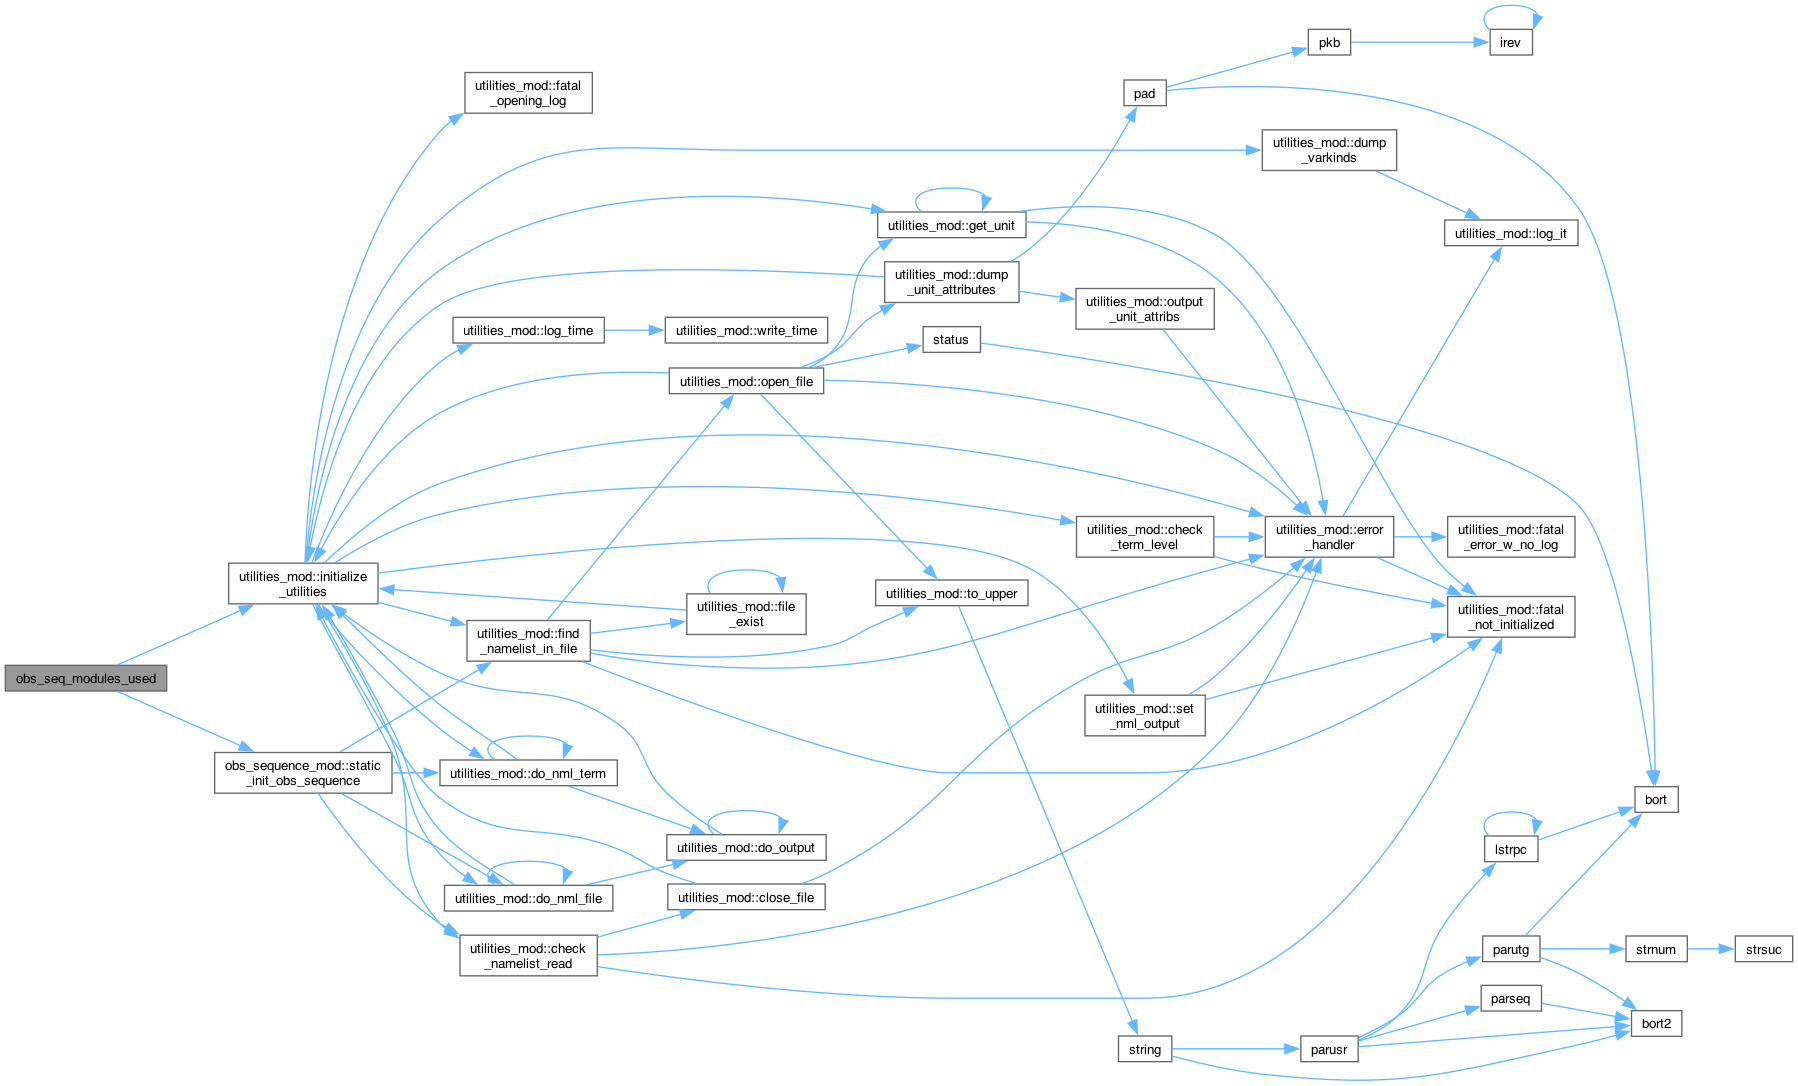 pkb
irev
utilities_mod::fatal
_opening_log
pad
utilities_mod::dump
_varkinds
utilities_mod::get_unit
utilities_mod::log_it
utilities_mod::dump
_unit_attributes
utilities_mod::output
_unit_attribs
utilities_mod::log_time
utilities_mod::write_time
status
utilities_mod::open_file
utilities_mod::check
_term_level
utilities_mod::error
_handler
utilities_mod::fatal
_error_w_no_log
utilities_mod::initialize
_utilities
utilities_mod::file
_exist
utilities_mod::to_upper
utilities_mod::fatal
_not_initialized
utilities_mod::find
_namelist_in_file
obs_seq_modules_used
utilities_mod::set
_nml_output
obs_sequence_mod::static
_init_obs_sequence
utilities_mod::do_nml_term
bort
utilities_mod::do_output
lstrpc
utilities_mod::do_nml_file
utilities_mod::close_file
utilities_mod::check
_namelist_read
parutg
strnum
strsuc
parseq
bort2
string
parusr